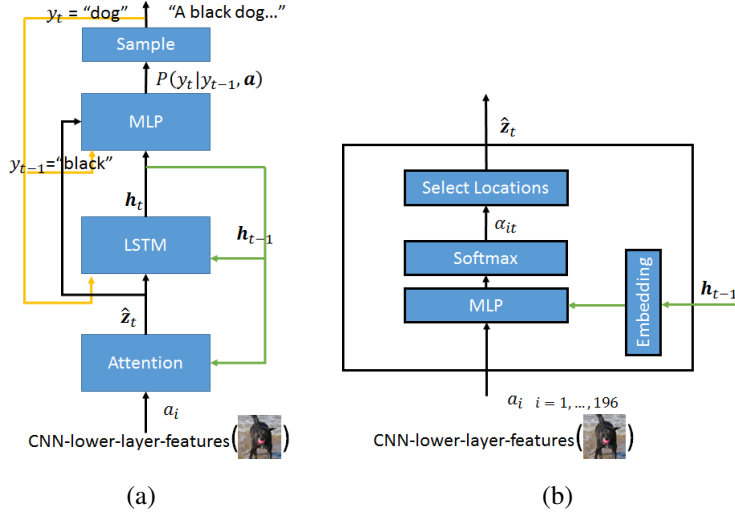 y_t = “dog” “A black dog…”
Sample
P(y_t|y_{t−1}, a)
MLP
y_{t−1}=“black”
h_t
h_{t−1}
LSTM
ẑ_t
Attention
a_i
CNN-lower-layer-features( )
(a)
ẑ_t
Select Locations
α_{it}
Softmax
MLP
Embedding
h_{t−1}
a_i i = 1, … , 196
CNN-lower-layer-features( )
(b)